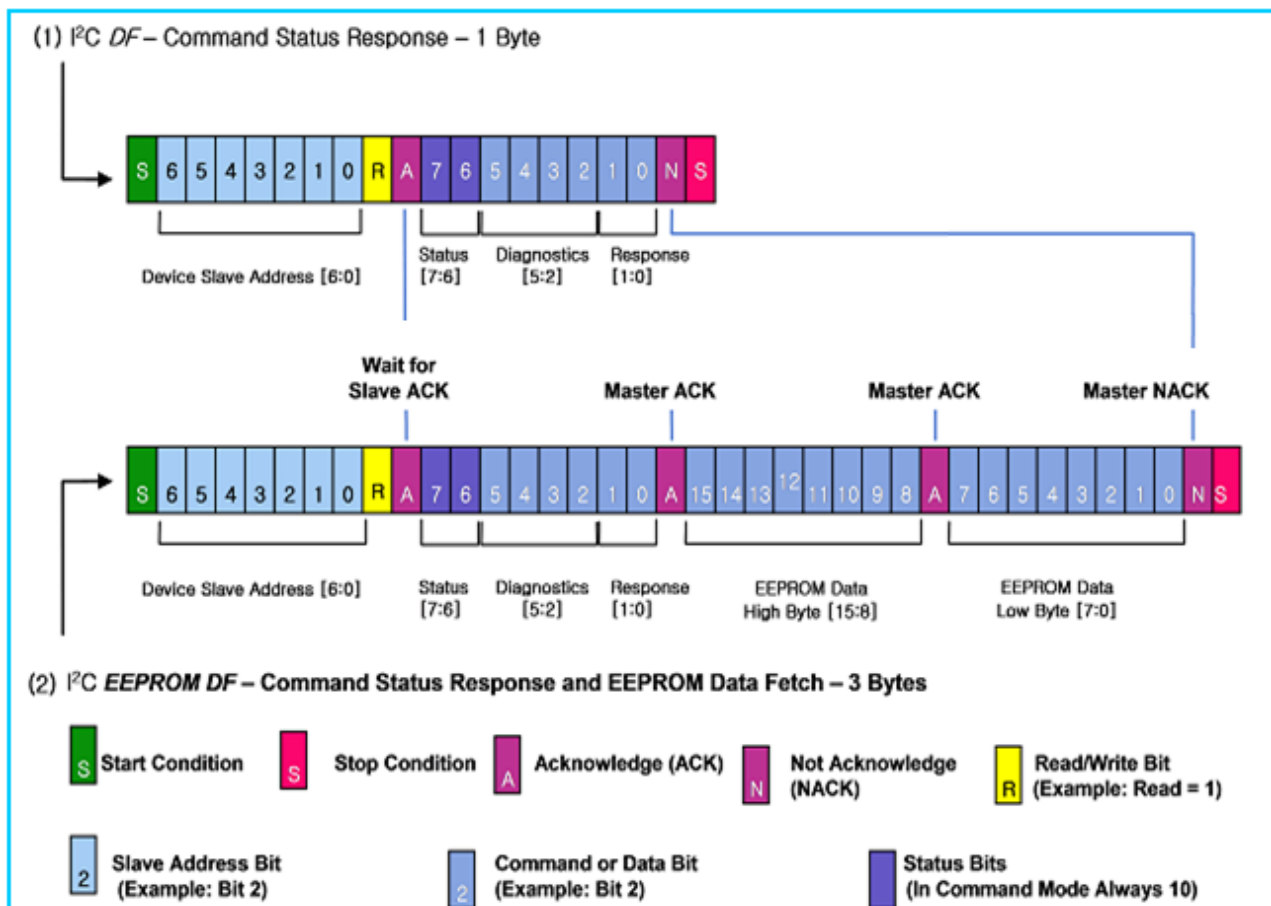 (1) I²C DF – Command Status Response – 1 Byte
S 6 5 4 3 2 1 0 R A 7 6 5 4 3 2 1 0 N S
Status Diagnostics Response
Device Slave Address [6:0] [7:6] [5:2] [1:0]
Wait for
Slave ACK Master ACK Master ACK Master NACK
S 6 5 4 3 2 1 0 R A 7 6 5 4 3 2 1 0 A 15 14 13 12 11 10 9 8 A 7 6 5 4 3 2 1 0 N S
Device Slave Address [6:0] Status Diagnostics Response EEPROM Data EEPROM Data
[7:6] [5:2] [1:0] High Byte [15:8] Low Byte [7:0]
(2) I²C EEPROM DF – Command Status Response and EEPROM Data Fetch – 3 Bytes
S Start Condition S Stop Condition A Acknowledge (ACK) N Not Acknowledge R Read/Write Bit
(NACK) (Example: Read = 1)
2 Slave Address Bit 2 Command or Data Bit Status Bits
(Example: Bit 2) (Example: Bit 2) (In Command Mode Always 10)